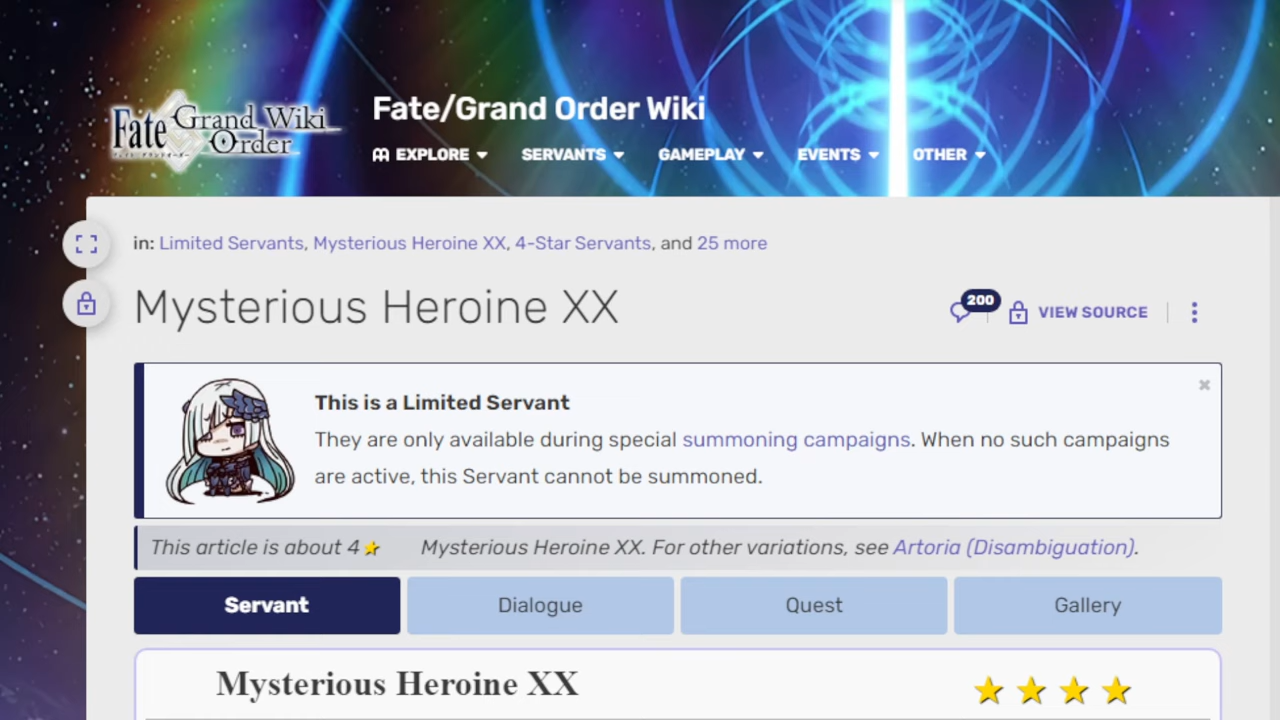 Fate Grand Wiki
Order
Fate/Grand Order Wiki
EXPLORE SERVANTS GAMEPLAY EVENTS OTHER
in: Limited Servants, Mysterious Heroine XX, 4-Star Servants, and 25 more
Mysterious Heroine XX
200
VIEW SOURCE
This is a Limited Servant
They are only available during special summoning campaigns. When no such campaigns
are active, this Servant cannot be summoned.
This article is about 4 Mysterious Heroine XX. For other variations, see Artoria (Disambiguation).
Servant Dialogue Quest Gallery
Mysterious Heroine XX